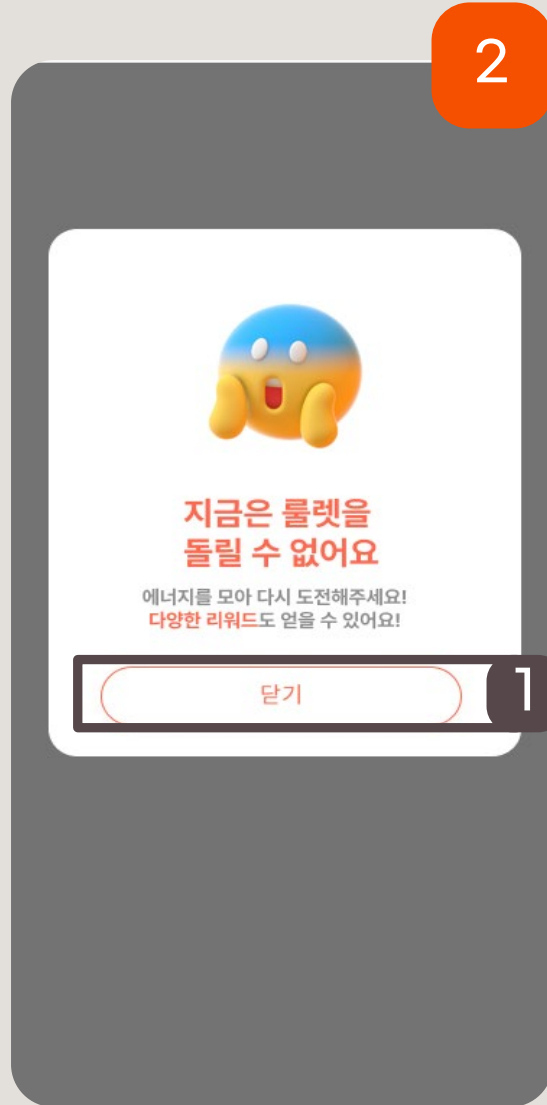 2
지금은 룰렛을
돌릴 수 없어요
에너지를 모아 다시 도전해주세요!
다양한 리워드도 얻을 수 있어요!
닫기
1